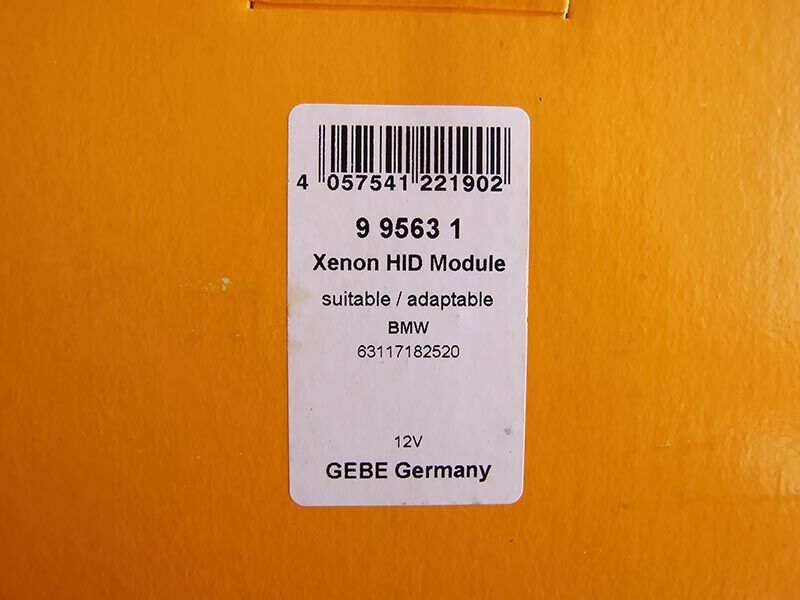 4 057541 221902
9 9563 1
Xenon HID Module
suitable / adaptable
BMW
63117182520
12V
GEBE Germany